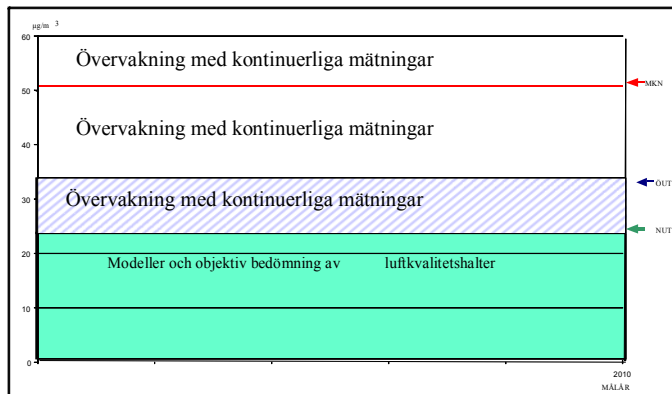 µg/m 3
60
Övervakning med kontinuerliga mätningar
50
MKN
Övervakning med kontinuerliga mätningar
40
ÖUT
30
Övervakning med kontinuerliga mätningar
NUT
20
Modeller och objektiv bedömning av luftkvalitetshalter
10
0
2010
MÅLÅR